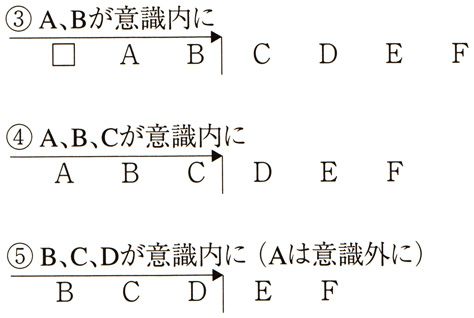 ③ A、Bが意識内に
□ A B C D E F
④ A、B、Cが意識内に
A B C D E F
⑤ B、C、Dが意識内に（Aは意識外に）
B C D E F